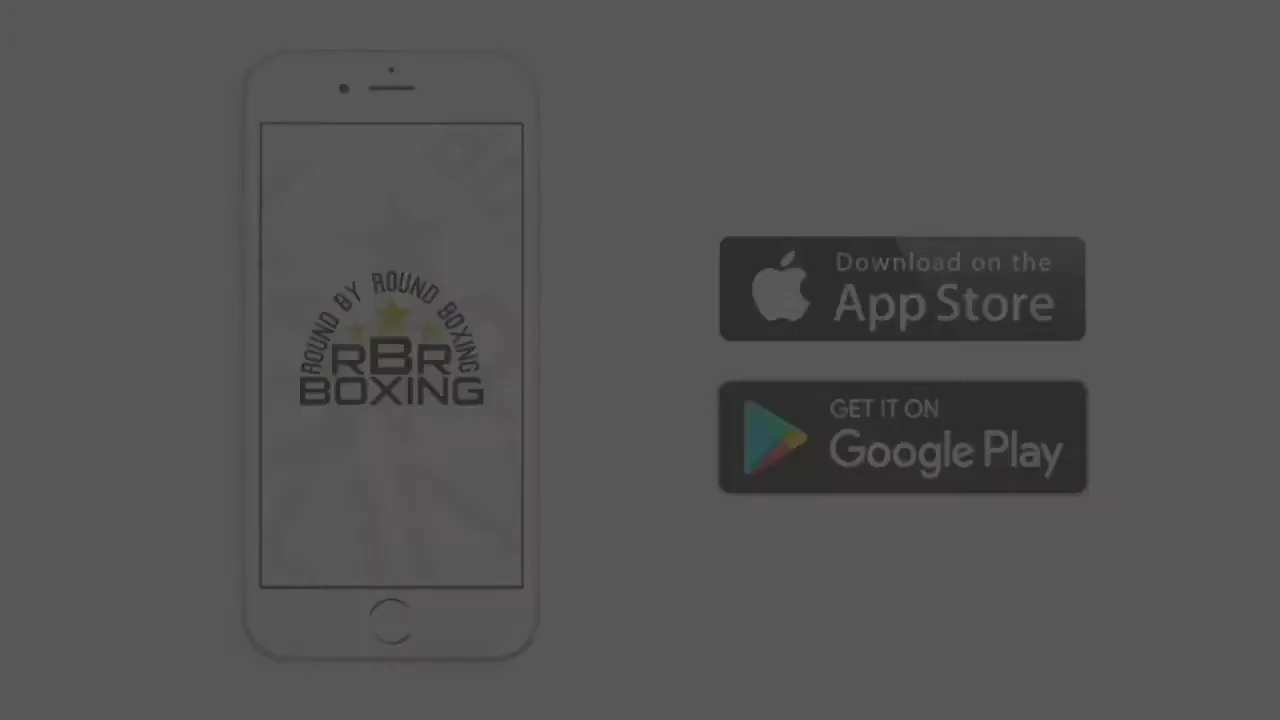 ROUND BY ROUND BOXING
RBR
BOXING
Download on the
App Store
GET IT ON
Google Play